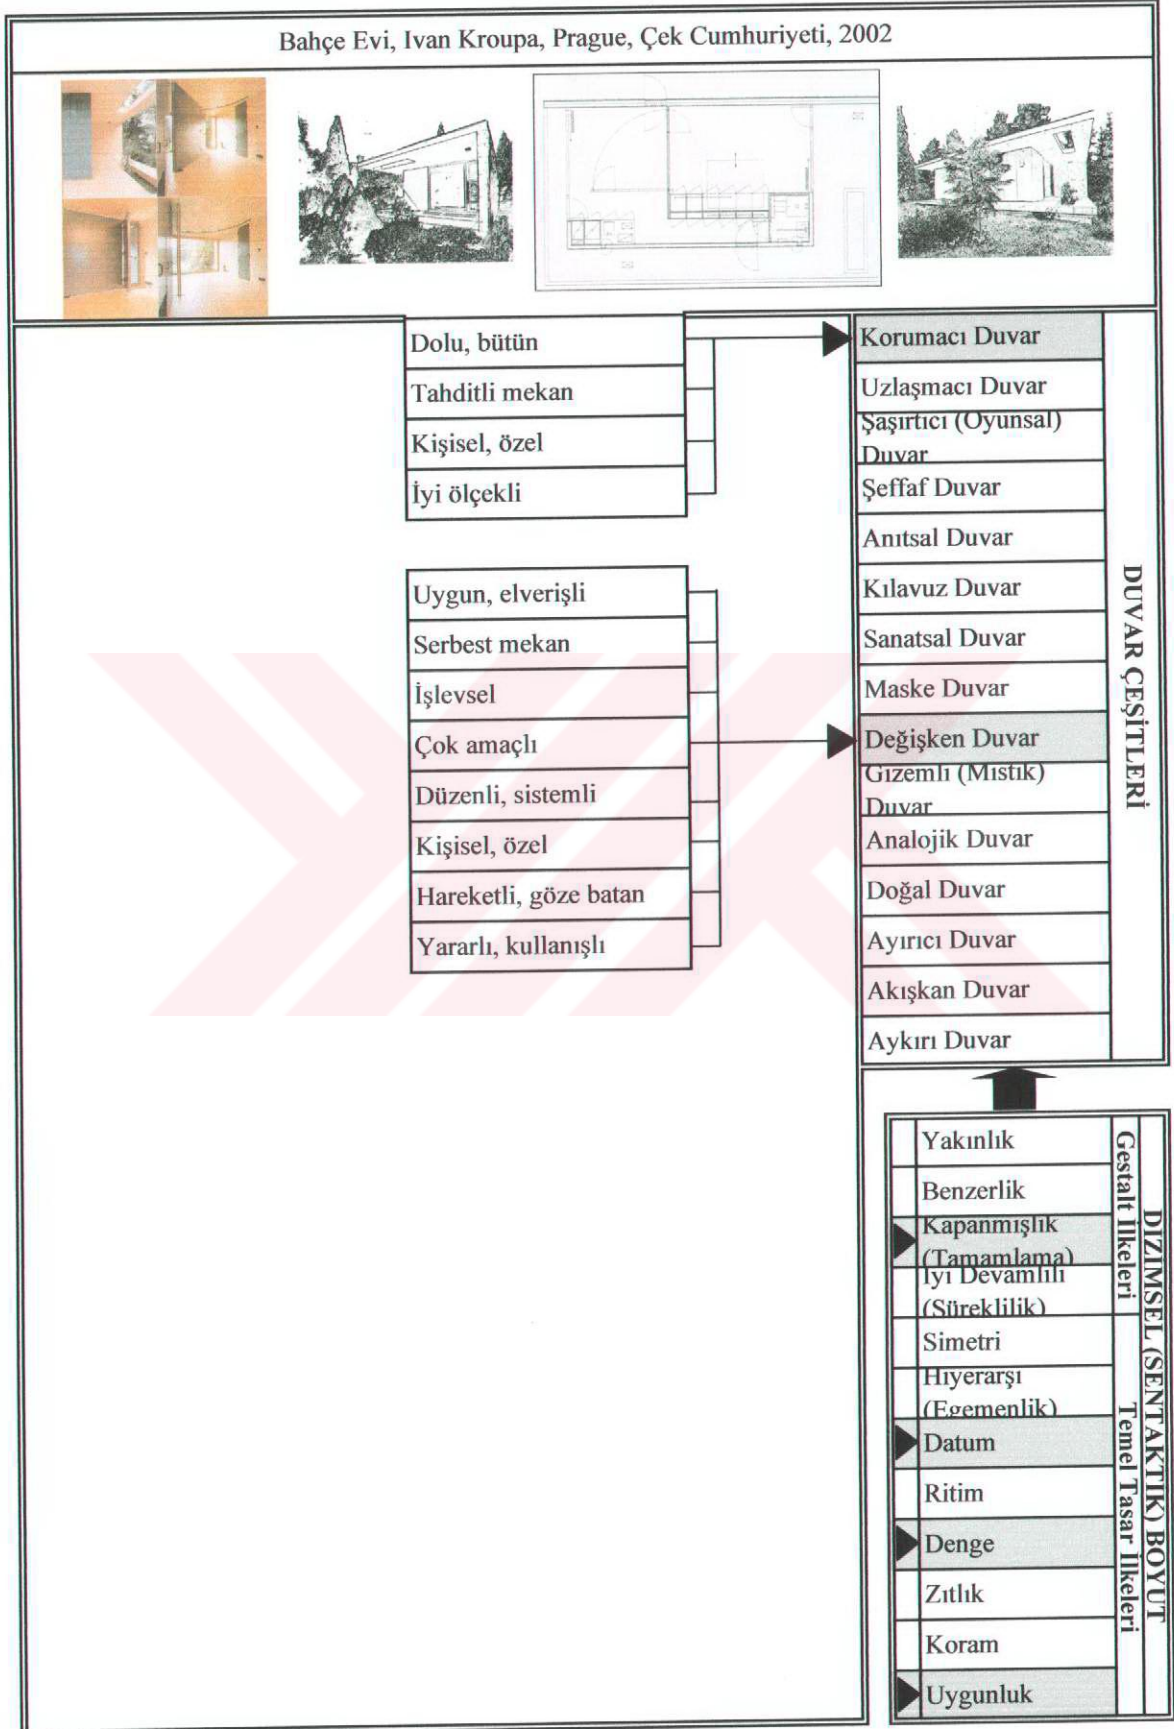 Bahçe Evi, Ivan Kroupa, Prague, Çek Cumhuriyeti, 2002
Dolu, bütün
Tahditli mekan
Kişisel, özel
İyi ölçekli
Uygun, elverişli
Serbest mekan
İşlevsel
Çok amaçlı
Düzenli, sistemli
Kişisel, özel
Hareketli, göze batan
Yararlı, kullanışlı
Korumacı Duvar
Uzlaşmacı Duvar
Şaşırtıcı (Oyunsal)
Duvar
Şeffaf Duvar
Anıtsal Duvar
Kılavuz Duvar
Sanatsal Duvar
Maske Duvar
Değişken Duvar
Gizemli (Mistik)
Duvar
Analojik Duvar
Doğal Duvar
Ayırıcı Duvar
Akışkan Duvar
Aykırı Duvar
DUVAR ÇEŞİTLERİ
Yakınlık
Benzerlik
Kapanmışlık
(Tamamlama)
İyi Devamlılı
(Süreklilik)
Simetri
Hiyerarşi
(Egemenlik)
Datum
Ritim
Denge
Zıtlık
Koram
Uygunluk
Gestalt İlkeleri
Temel Tasar İlkeleri
DİZİMSEL (SENTAKTİK) BOYUT